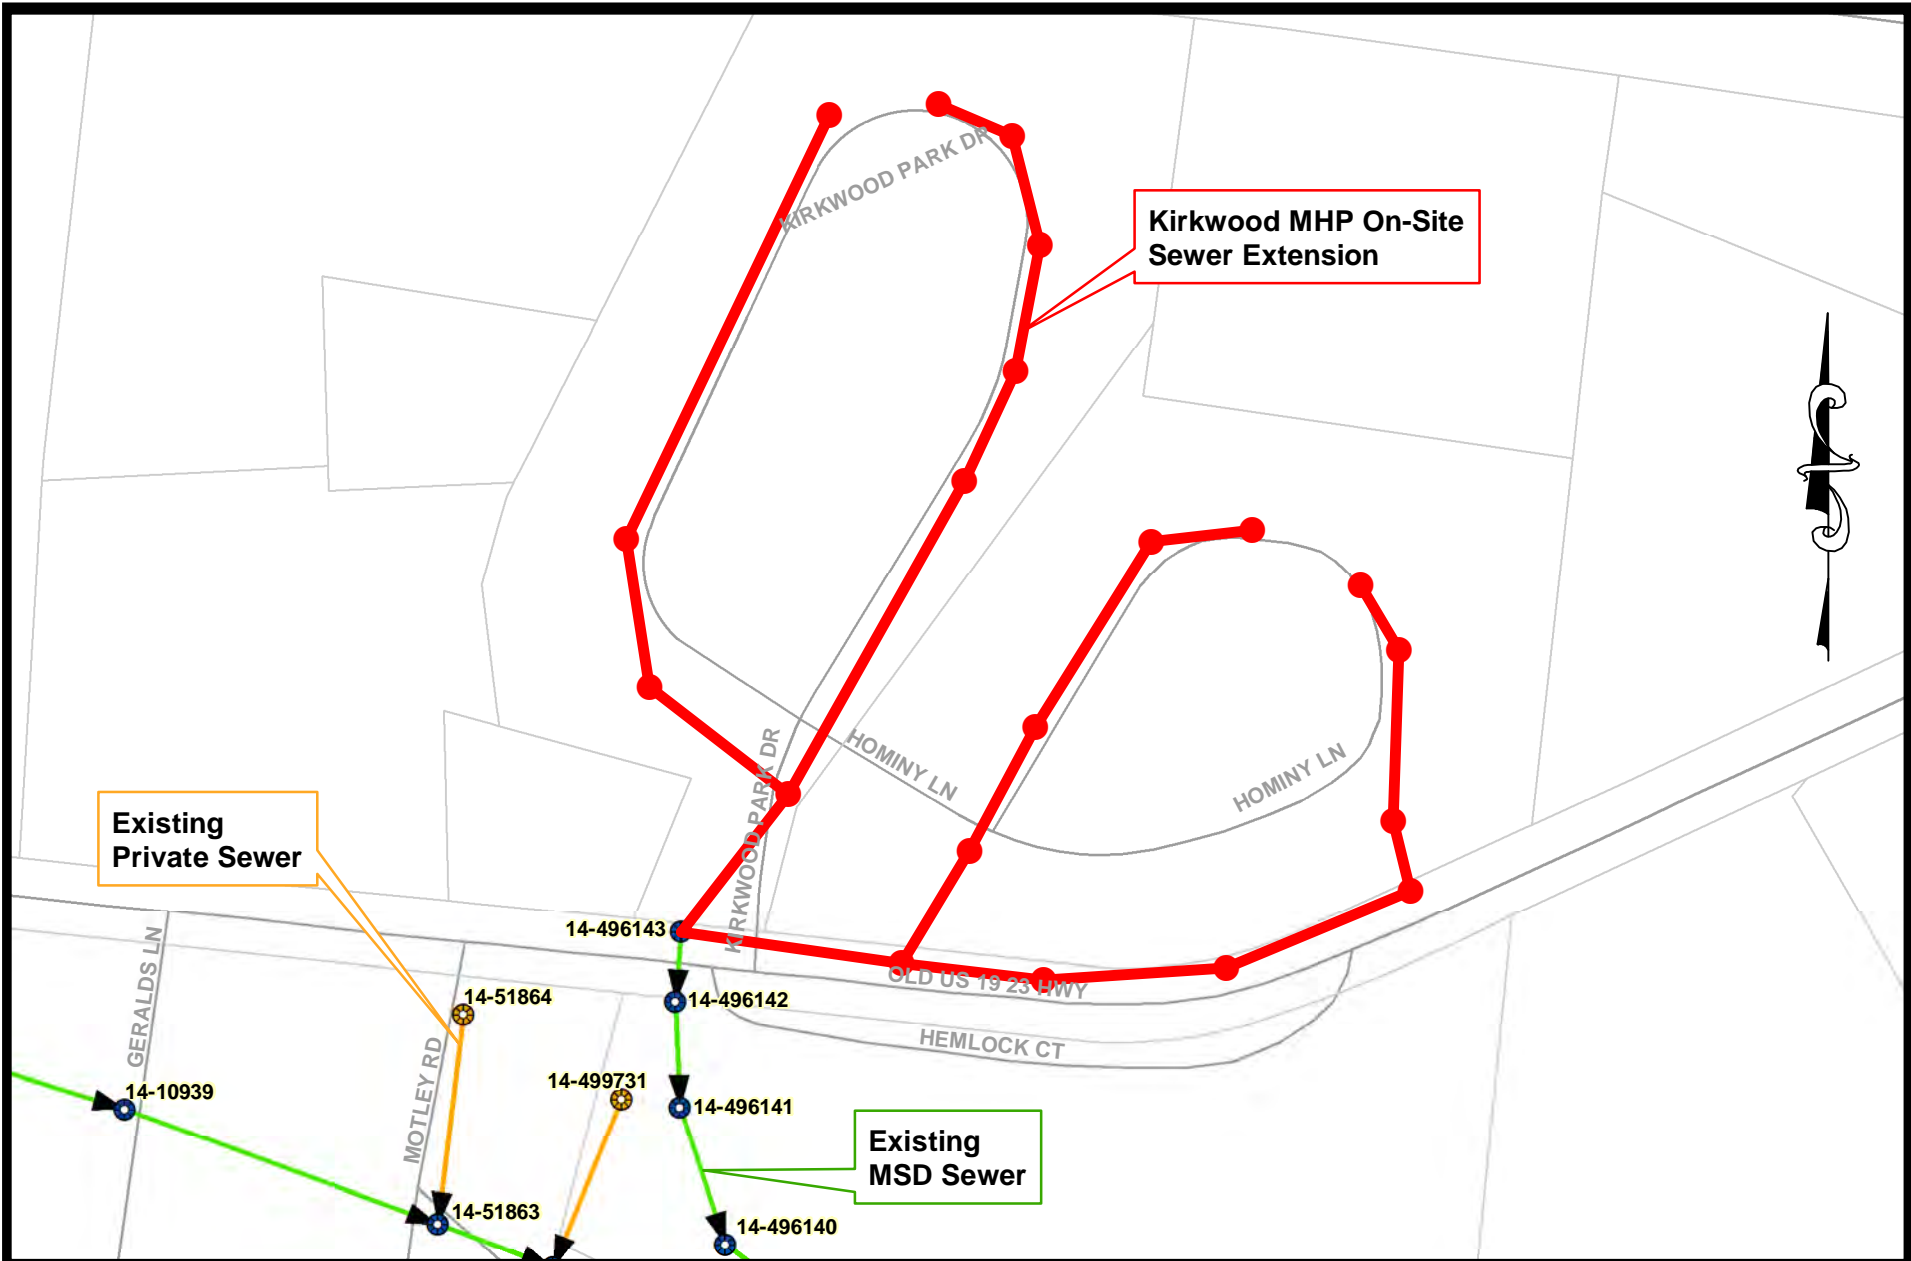 KIRKWOOD PARK DR
Kirkwood MHP On-Site
Sewer Extension
KIRKWOOD PARK DR
HOMINY LN
HOMINY LN
Existing
Private Sewer
14-496143
GERALDS LN
OLD US 19 23 HWY
14-51864
14-496142
HEMLOCK CT
MOTLEY RD
14-499731
14-10939
14-496141
Existing
MSD Sewer
14-51863
14-496140